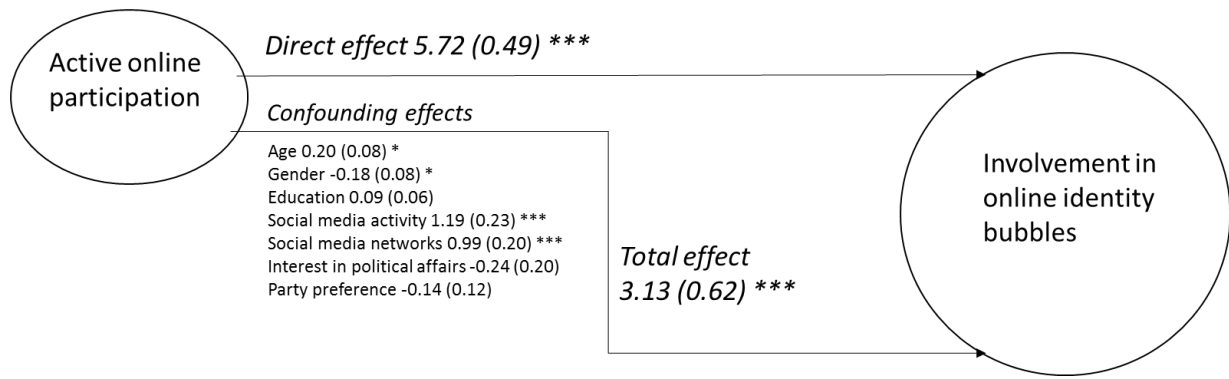 Active online
participation
Direct effect 5.72 (0.49) ***
Confounding effects
Age 0.20 (0.08) *
Gender -0.18 (0.08) *
Education 0.09 (0.06)
Social media activity 1.19 (0.23) ***
Social media networks 0.99 (0.20) ***
Interest in political affairs -0.24 (0.20)
Party preference -0.14 (0.12)
Total effect
3.13 (0.62) ***
Involvement in
online identity
bubbles